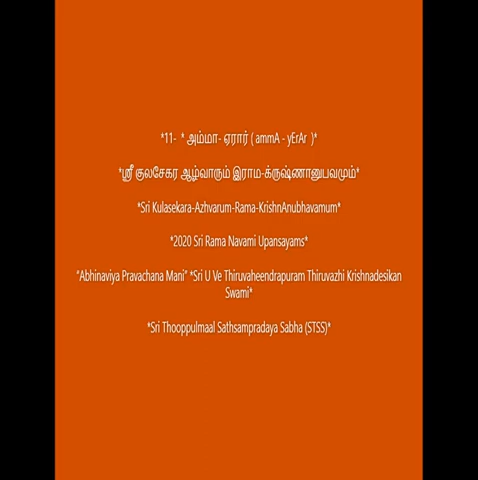 *11- * அம்மா- ஏரார் ( ammA - yErAr )*
*ஸ்ரீ குலசேகர ஆழ்வாரும் இராம-க்ருஷ்ணானுபவமும்*
*Sri Kulasekara-Azhvarum-Rama-KrishnAnubhavamum*
*2020 Sri Rama Navami Upansayams*
"Abhinaviya Pravachana Mani" *Sri U Ve Thiruvaheendrapuram Thiruvazhi Krishnadesikan
Swami*
*Sri Thooppulmaal Sathsampradaya Sabha (STSS)*